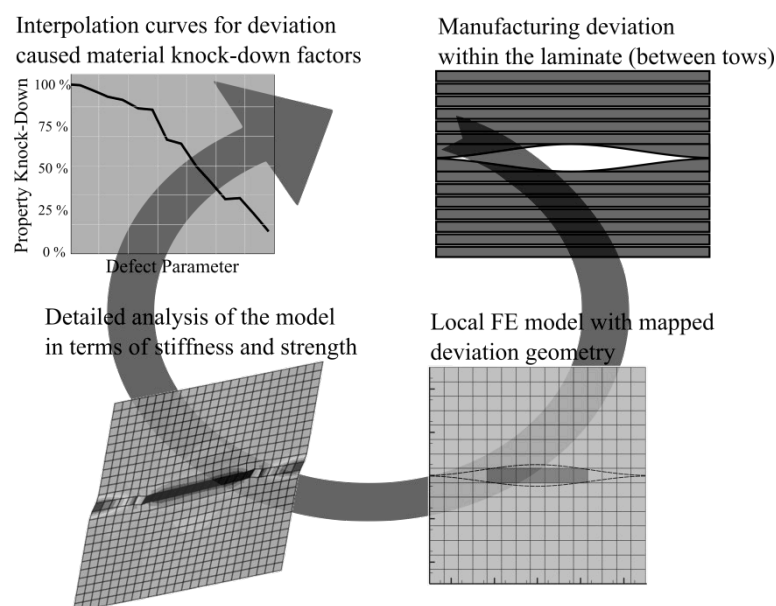 Interpolation curves for deviation
caused material knock-down factors
100 %
75 %
50 %
25 %
0 %
Property Knock-Down
Defect Parameter
Manufacturing deviation
within the laminate (between tows)
Detailed analysis of the model
in terms of stiffness and strength
Local FE model with mapped
deviation geometry